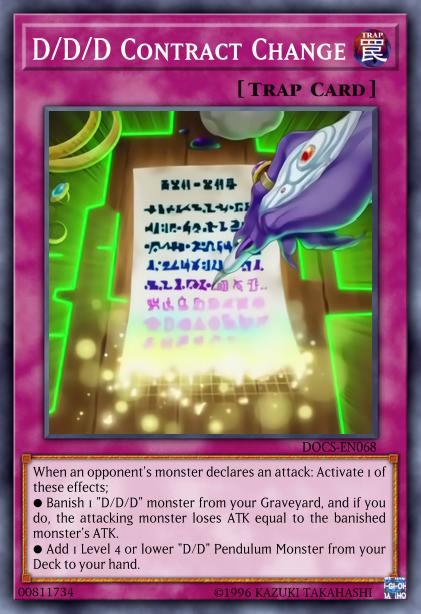 D/D/D Contract Change
TRAP
罠
[Trap Card]
DOCS-EN068
When an opponent's monster declares an attack: Activate 1 of
these effects;
● Banish 1 "D/D/D" monster from your Graveyard, and if you
do, the attacking monster loses ATK equal to the banished
monster's ATK.
● Add 1 Level 4 or lower "D/D" Pendulum Monster from your
Deck to your hand.
00811734
©1996 KAZUKI TAKAHASHI